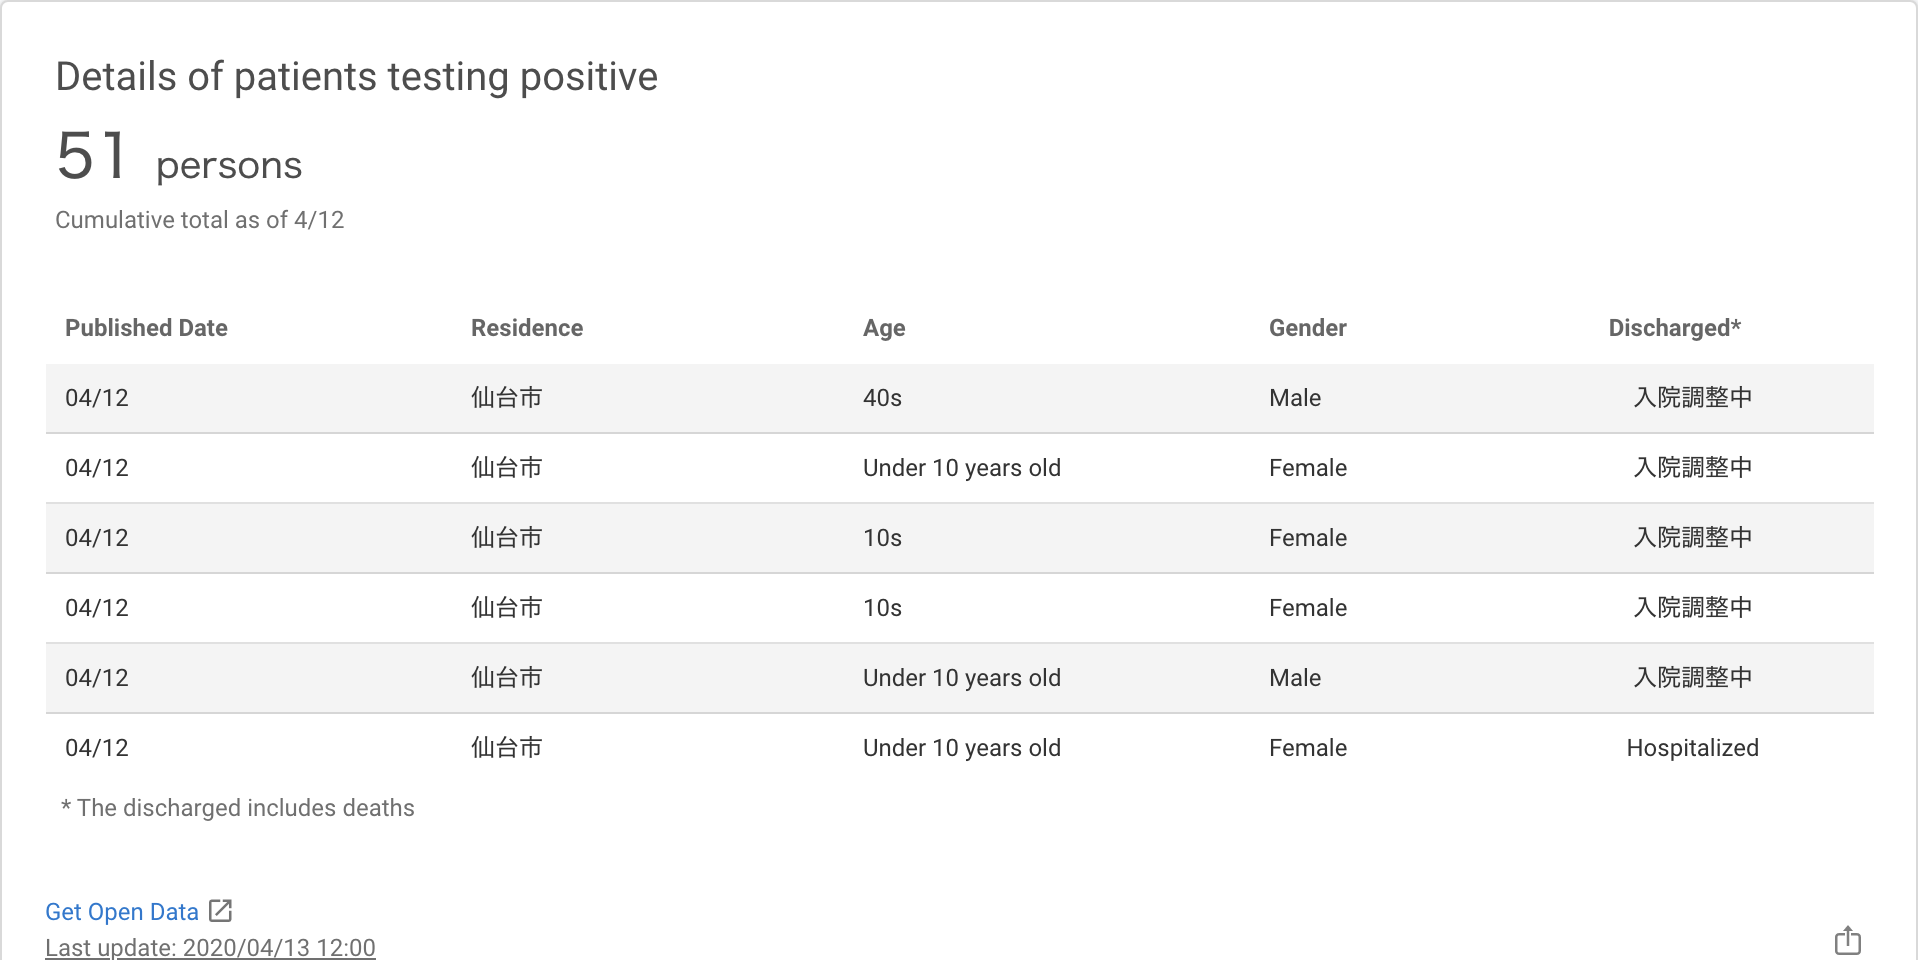 Details of patients testing positive
51 persons
Cumulative total as of 4/12
Published Date Residence Age Gender Discharged*
04/12 仙台市 40s Male 入院調整中
04/12 仙台市 Under 10 years old Female 入院調整中
04/12 仙台市 10s Female 入院調整中
04/12 仙台市 10s Female 入院調整中
04/12 仙台市 Under 10 years old Male 入院調整中
04/12 仙台市 Under 10 years old Female Hospitalized
* The discharged includes deaths
Get Open Data
Last update: 2020/04/13 12:00